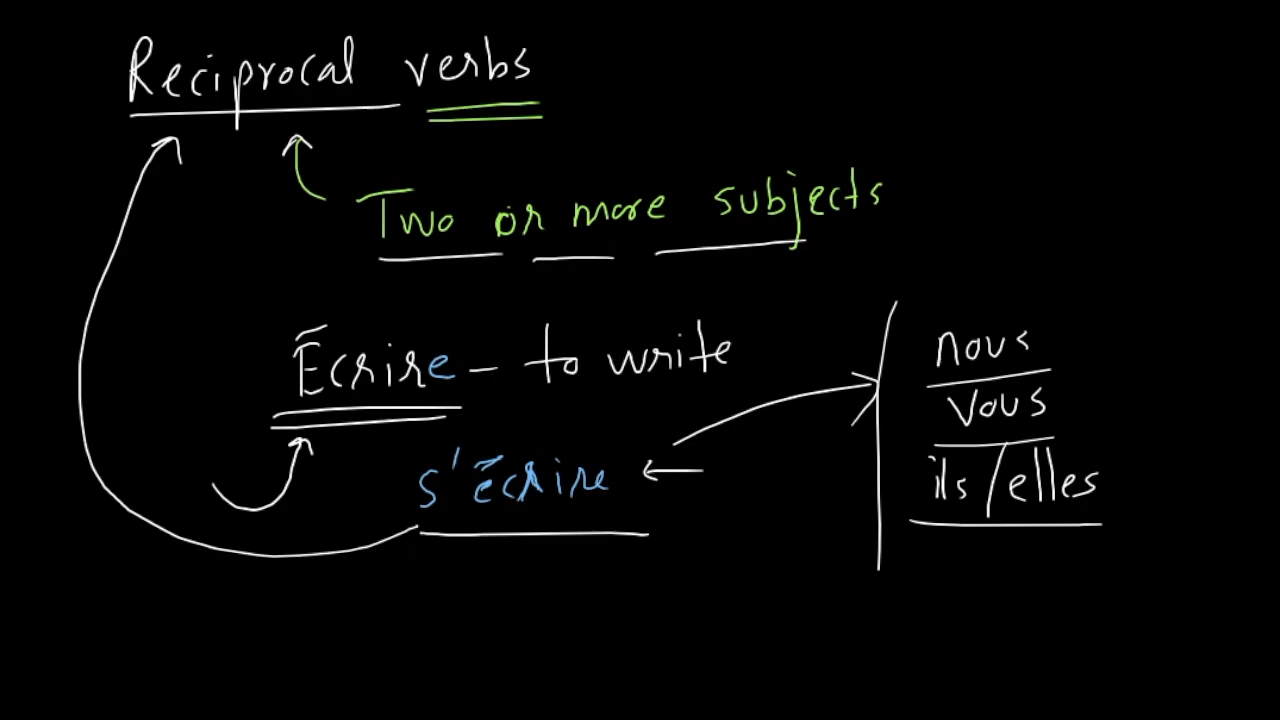 Reciprocal verbs
Two or more subjects
Écrire - to write
s'écrire
nous
vous
ils/elles